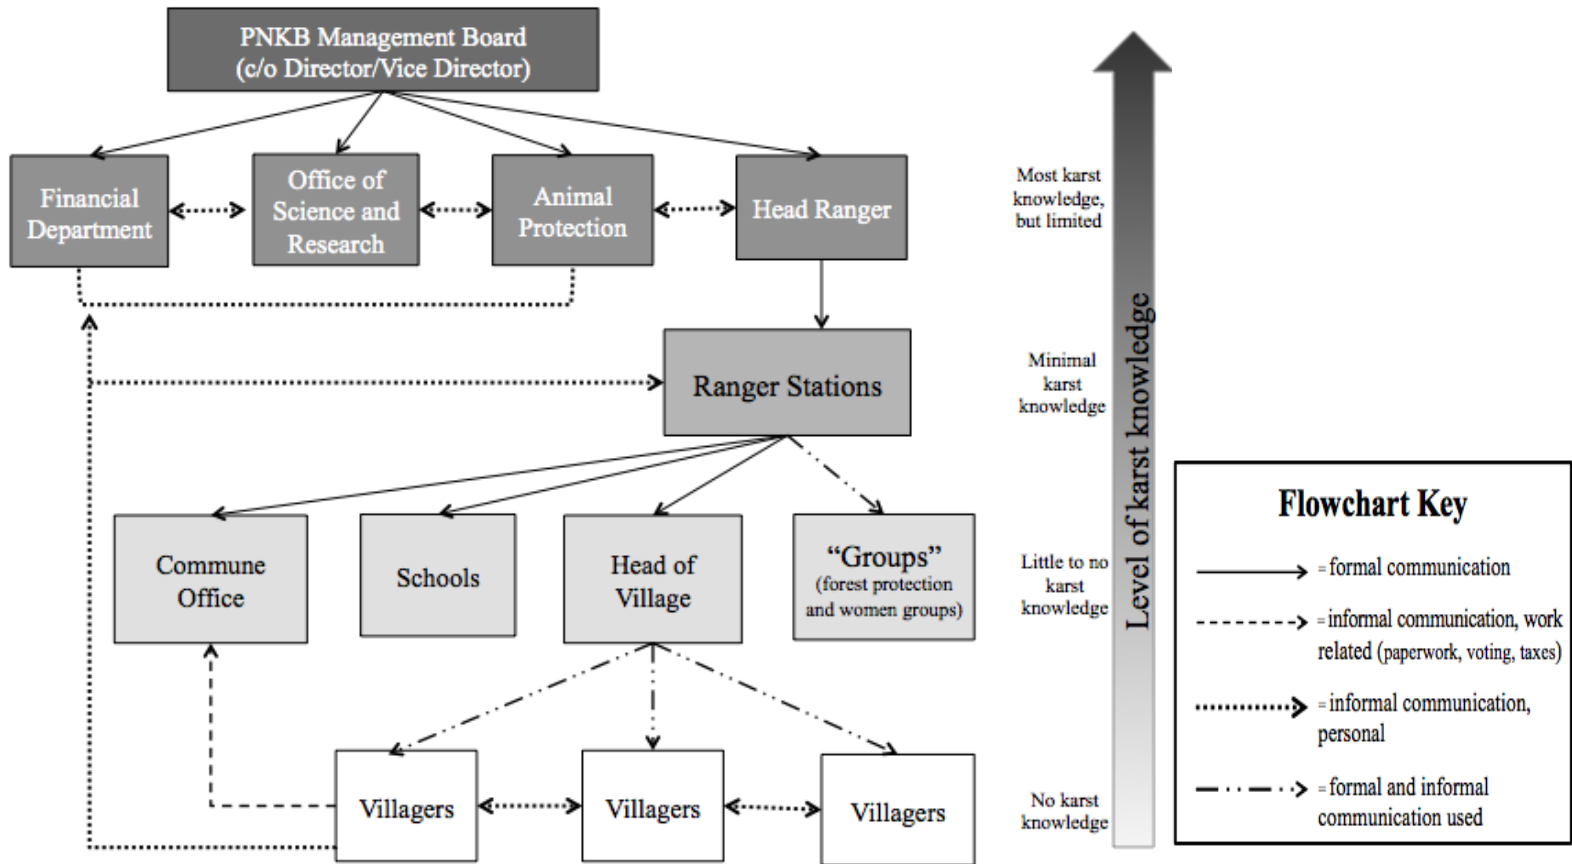 PNKB Management Board
(c/o Director/Vice Director)
Financial
Department
Office of
Science and
Research
Animal
Protection
Head Ranger
Most karst
knowledge,
but limited
Ranger Stations
Minimal
karst
knowledge
Level of karst knowledge
Commune
Office
Schools
Head of
Village
“Groups”
(forest protection
and women groups)
Little to no
karst
knowledge
Villagers
Villagers
Villagers
No karst
knowledge
Flowchart Key
= formal communication
= informal communication, work
related (paperwork, voting, taxes)
= informal communication,
personal
= formal and informal
communication used